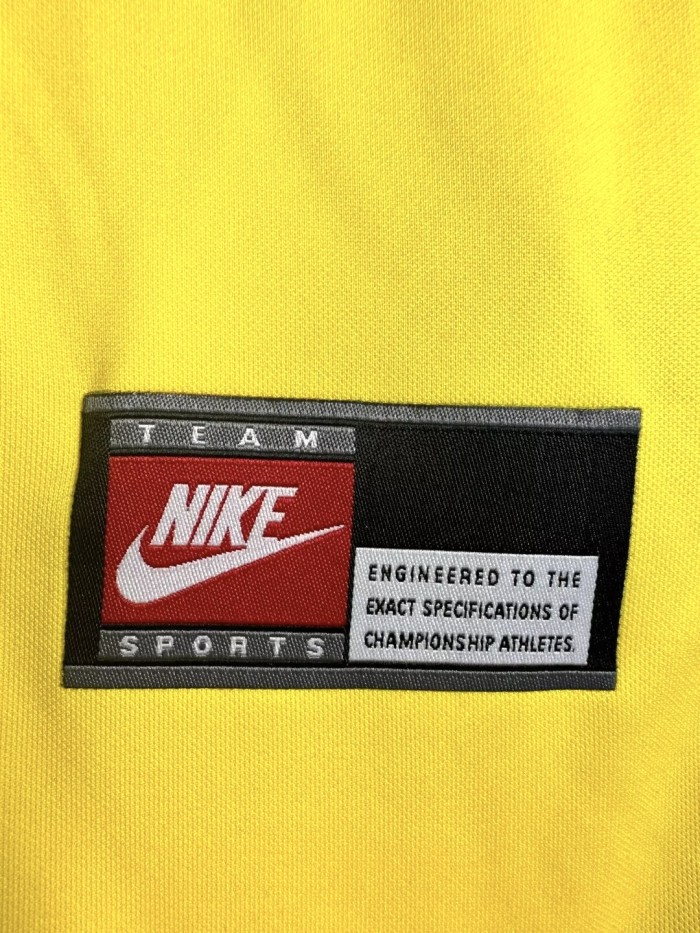 TEAM
NIKE
SPORTS
ENGINEERED TO THE
EXACT SPECIFICATIONS OF
CHAMPIONSHIP ATHLETES.